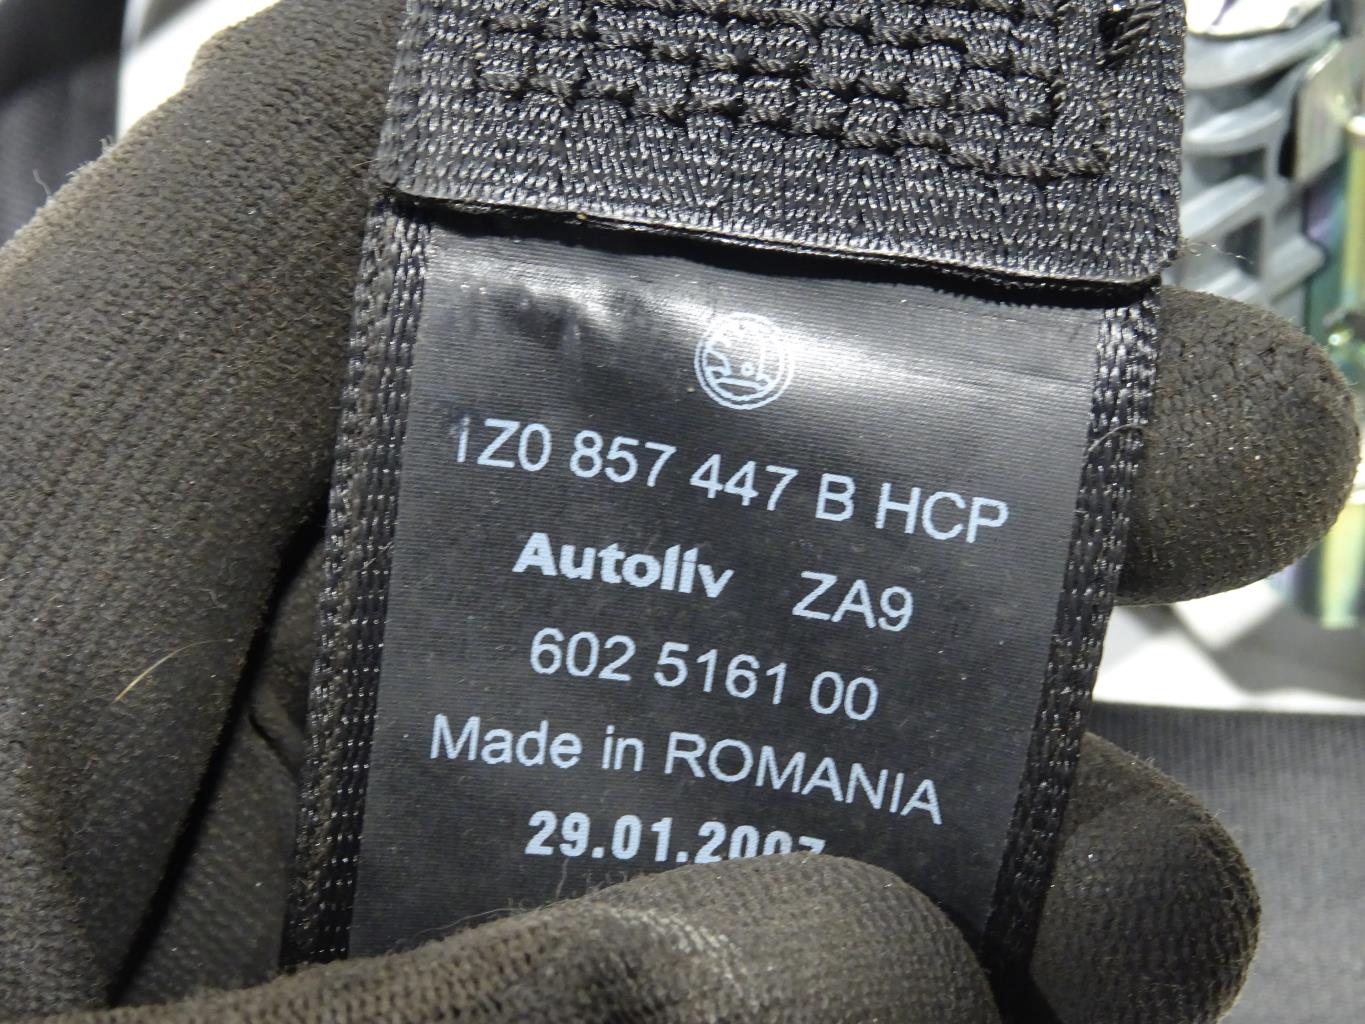 1Z0 857 447 B HCP
Autoliv ZA9
602 5161 00
Made in ROMANIA
29.01.2007